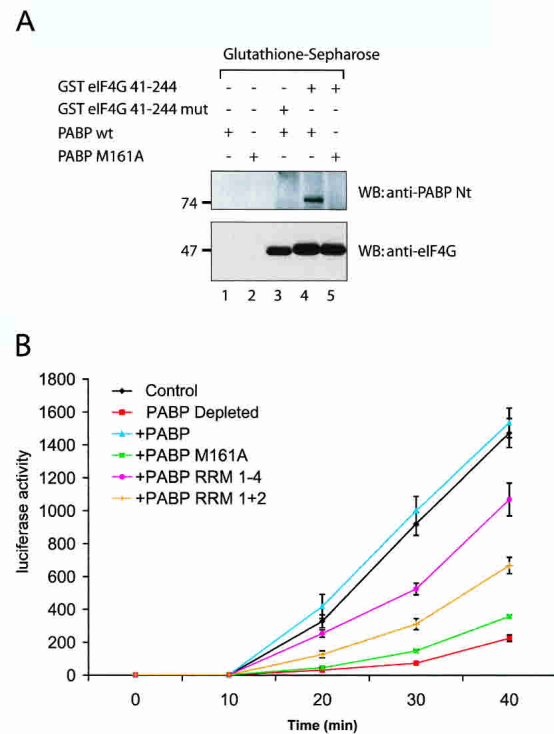 A
Glutathione-Sepharose
GST eIF4G 41-244 - - - + +
GST eIF4G 41-244 mut - - + - -
PABP wt + - + + -
PABP M161A - + - - +
74
WB: anti-PABP Nt
47
WB: anti-eIF4G
1 2 3 4 5
B
luciferase activity
1800
1600
1400
1200
1000
800
600
400
200
0
Control
PABP Depleted
+PABP
+PABP M161A
+PABP RRM 1-4
+PABP RRM 1+2
0 10 20 30 40
Time (min)